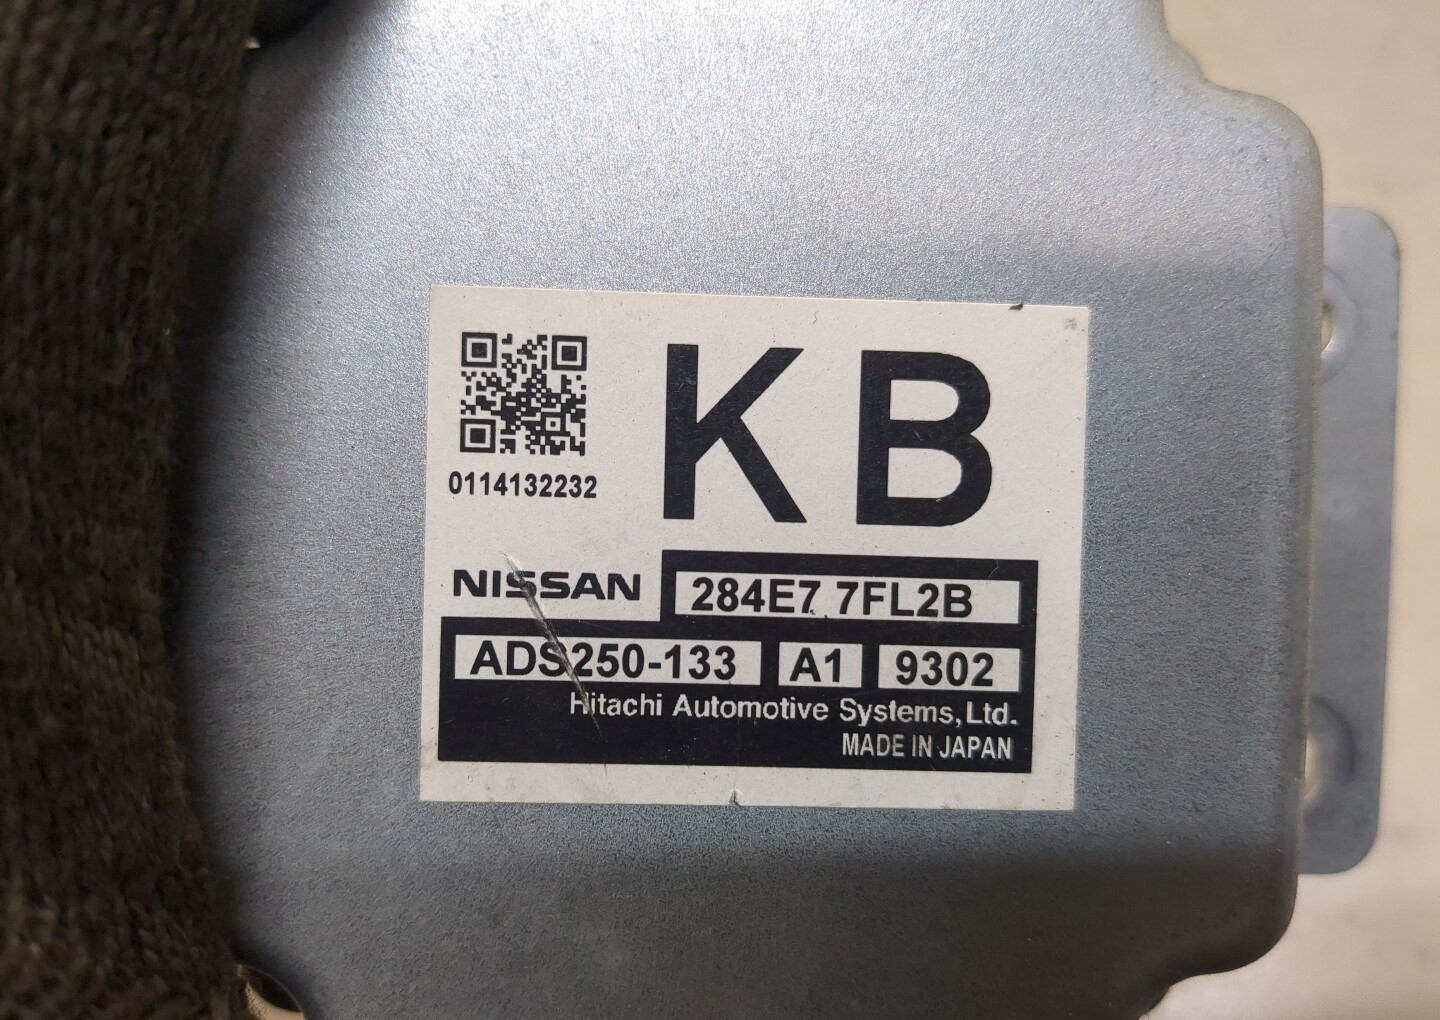 KB
0114132232
NISSAN 284E7 7FL2B
ADS250-133 A1 9302
Hitachi Automotive Systems,Ltd.
MADE IN JAPAN